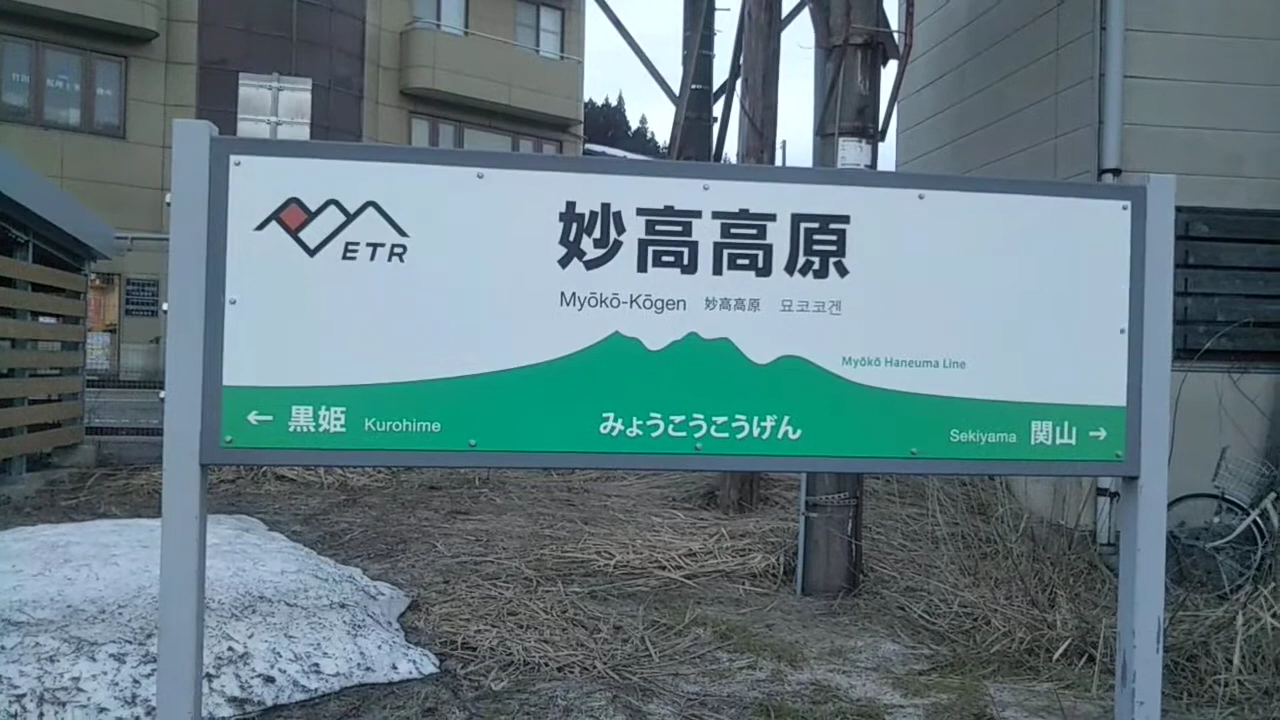 ETR
妙高高原
Myōkō-Kōgen 妙高高原 묘코코겐
Myōkō Haneuma Line
← 黒姫 Kurohime
みょうこうこうげん
Sekiyama 関山 →